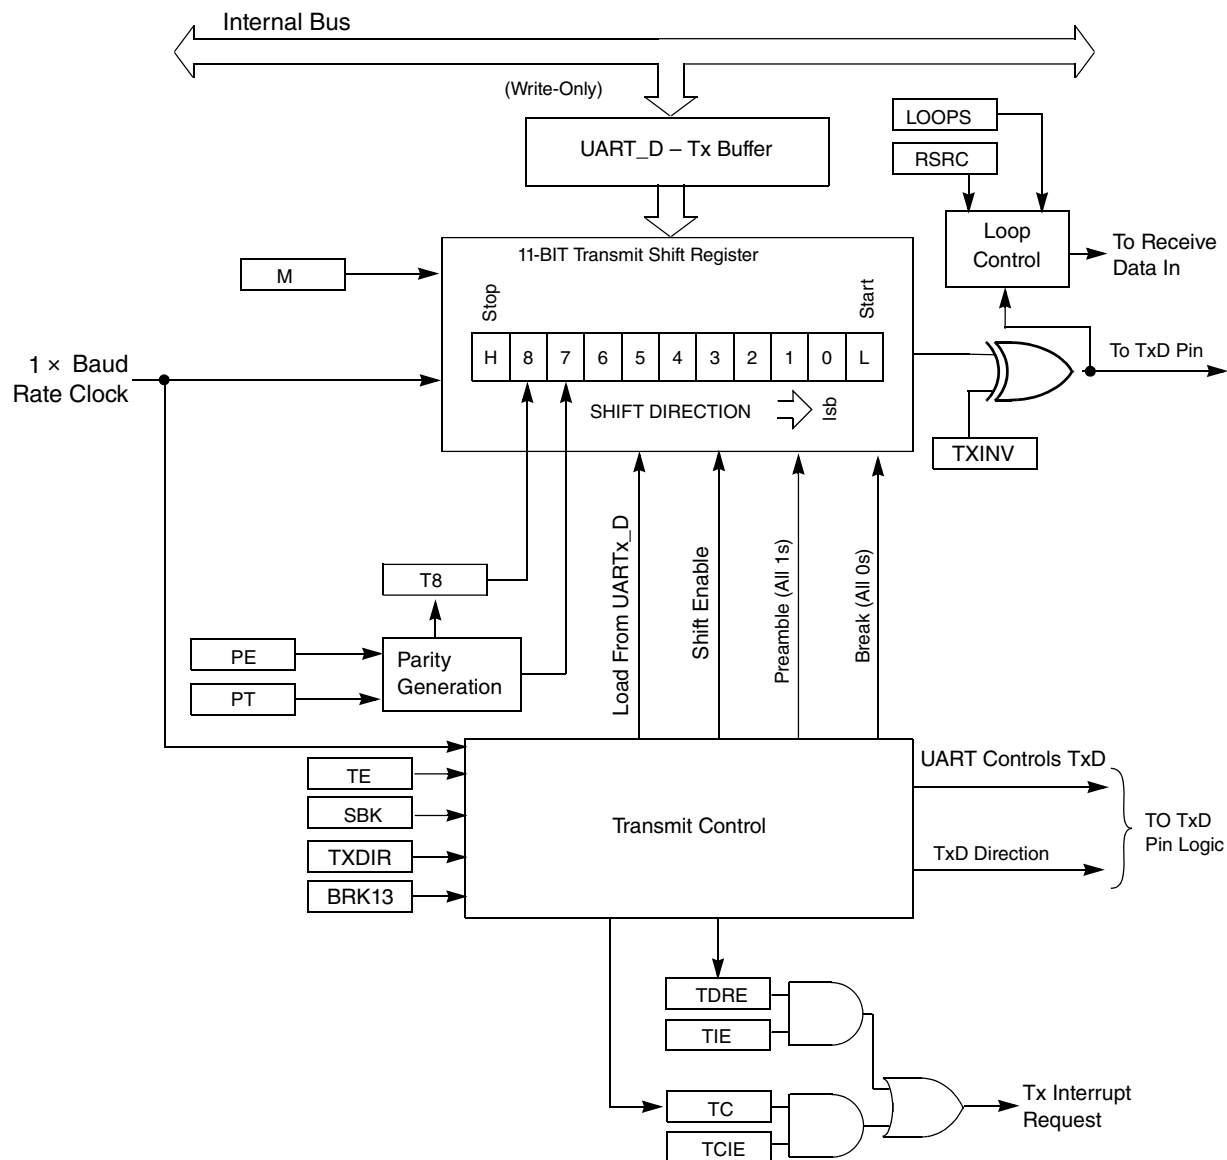 Internal Bus
(Write-Only)
UART_D – Tx Buffer
LOOPS
RSRC
Loop
Control
To Receive
Data In
11-BIT Transmit Shift Register
M
Stop
Start
H 8 7 6 5 4 3 2 1 0 L
1 × Baud
Rate Clock
To TxD Pin
SHIFT DIRECTION
lsb
TXINV
T8
PE
PT
Parity
Generation
Load From UARTx_D
Shift Enable
Preamble (All 1s)
Break (All 0s)
TE
SBK
TXDIR
BRK13
Transmit Control
UART Controls TxD
TxD Direction
TO TxD
Pin Logic
TDRE
TIE
TC
TCIE
Tx Interrupt
Request